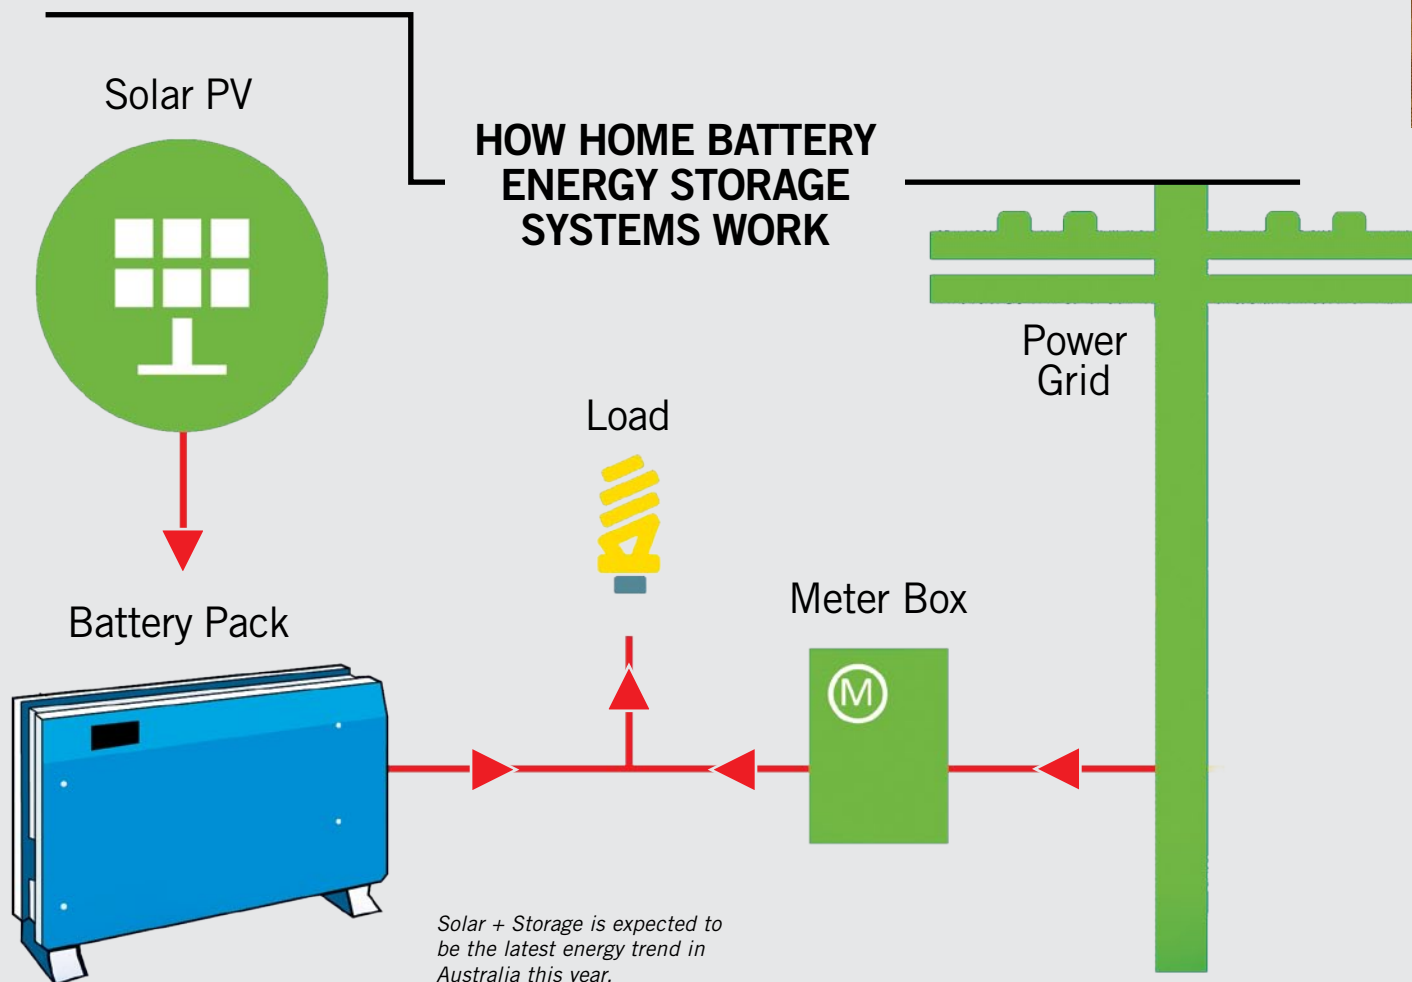 Solar PV
HOW HOME BATTERY
ENERGY STORAGE
SYSTEMS WORK
Power
Grid
Load
Meter Box
Battery Pack
M
Solar + Storage is expected to
be the latest energy trend in
Australia this year.